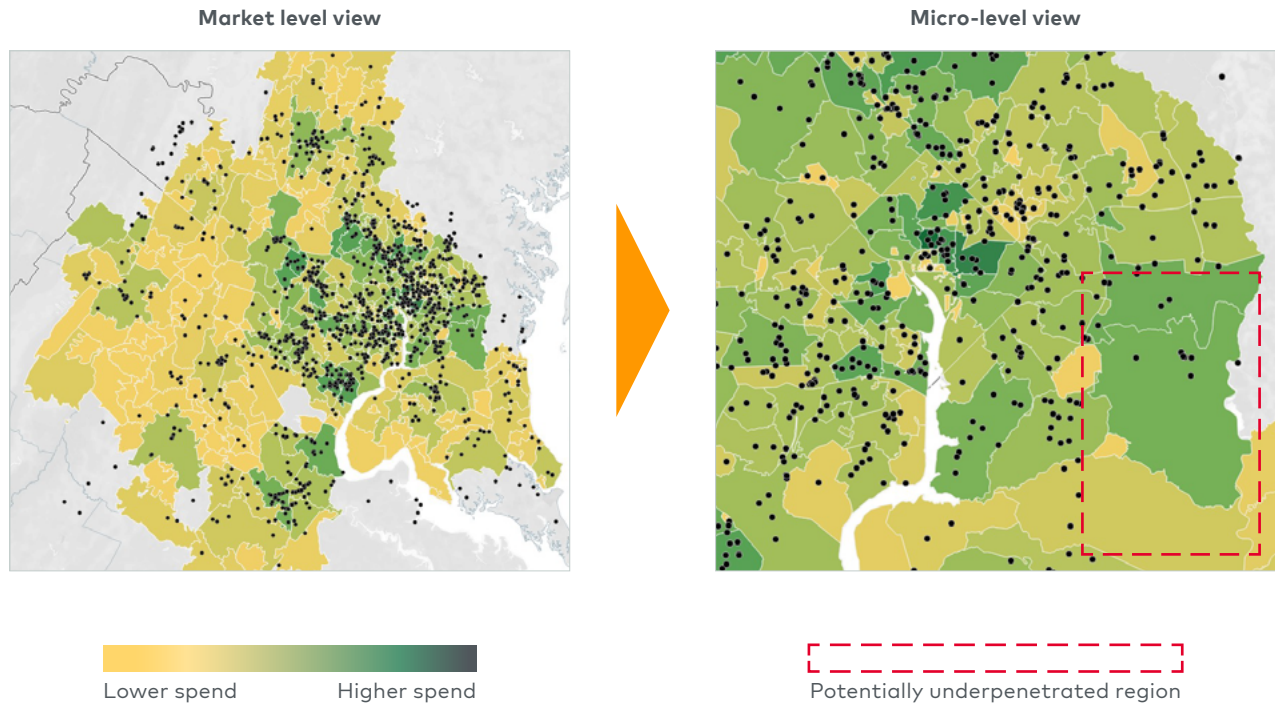 Market level view
Micro-level view
Lower spend
Higher spend
Potentially underpenetrated region